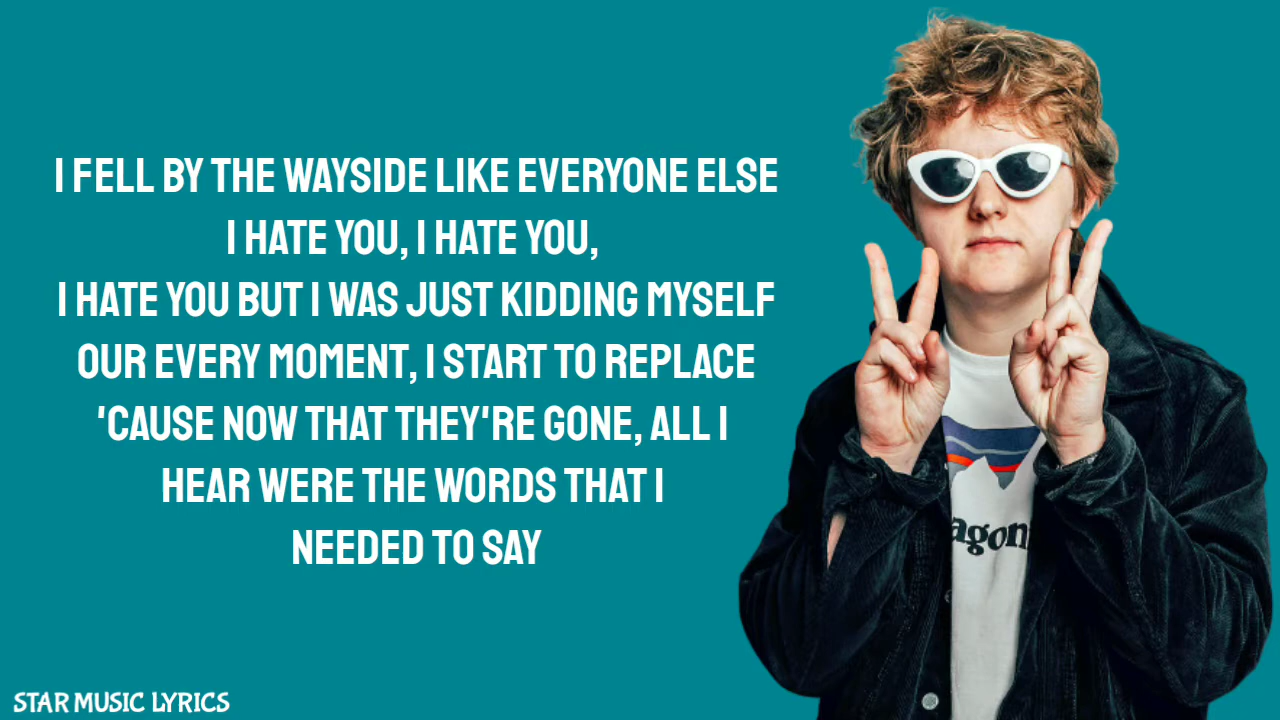 I FELL BY THE WAYSIDE LIKE EVERYONE ELSE
I HATE YOU, I HATE YOU,
I HATE YOU BUT I WAS JUST KIDDING MYSELF
OUR EVERY MOMENT, I START TO REPLACE
'CAUSE NOW THAT THEY'RE GONE, ALL I
HEAR WERE THE WORDS THAT I
NEEDED TO SAY
agoni
STAR MUSIC LYRICS